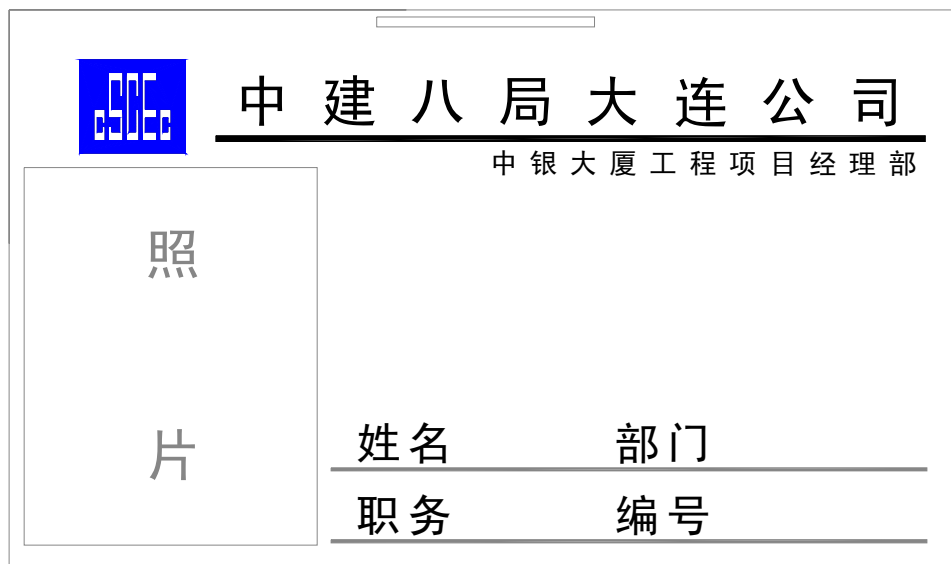 CSCEC
中建八局大连公司
中银大厦工程项目经理部
照
片
姓名 部门
职务 编号